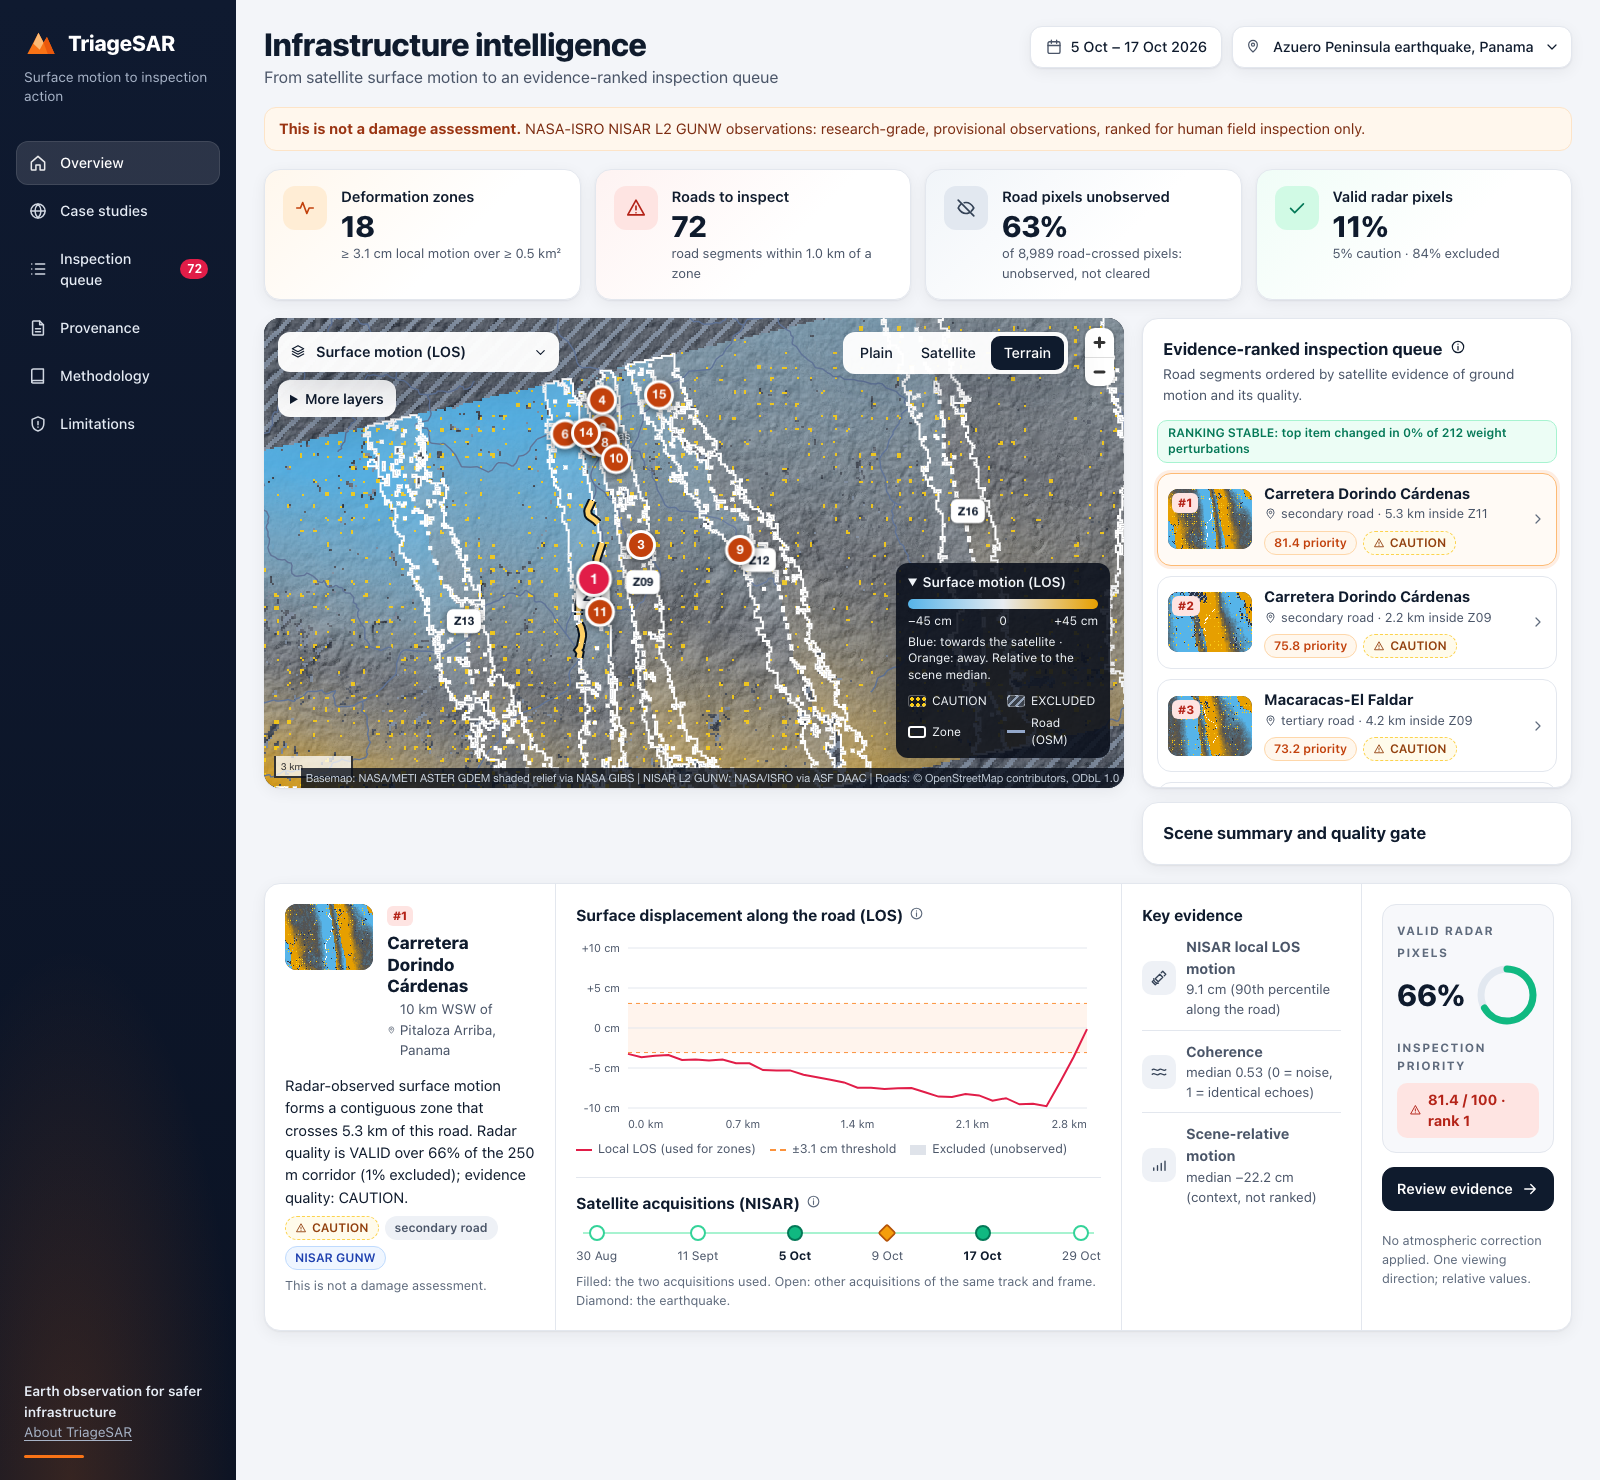 TriageSAR
Surface motion to inspection
action
Overview
Case studies
Inspection
queue
72
Provenance
Methodology
Limitations
Earth observation for safer
infrastructure
About TriageSAR
Infrastructure intelligence
From satellite surface motion to an evidence-ranked inspection queue
5 Oct – 17 Oct 2026
Azuero Peninsula earthquake, Panama
This is not a damage assessment. NASA-ISRO NISAR L2 GUNW observations: research-grade, provisional observations, ranked for human field inspection only.
Deformation zones
18
≥ 3.1 cm local motion over ≥ 0.5 km²
Roads to inspect
72
road segments within 1.0 km of a
zone
Road pixels unobserved
63%
of 8,989 road-crossed pixels:
unobserved, not cleared
Valid radar pixels
11%
5% caution · 84% excluded
Surface motion (LOS)
More layers
Plain
Satellite
Terrain
+
−
4
15
6
14
8
10
3
9
1
11
Z16
Z12
Z09
Z13
Surface motion (LOS)
−45 cm
0
+45 cm
Blue: towards the satellite ·
Orange: away. Relative to the
scene median.
CAUTION
EXCLUDED
Zone
Road
(OSM)
3 km
Basemap: NASA/METI ASTER GDEM shaded relief via NASA GIBS | NISAR L2 GUNW: NASA/ISRO via ASF DAAC | Roads: © OpenStreetMap contributors, ODbL 1.0
Evidence-ranked inspection queue
Road segments ordered by satellite evidence of ground
motion and its quality.
RANKING STABLE: top item changed in 0% of 212 weight
perturbations
#1
Carretera Dorindo Cárdenas
secondary road · 5.3 km inside Z11
81.4 priority
CAUTION
#2
Carretera Dorindo Cárdenas
secondary road · 2.2 km inside Z09
75.8 priority
CAUTION
#3
Macaracas-El Faldar
tertiary road · 4.2 km inside Z09
73.2 priority
CAUTION
Scene summary and quality gate
#1
Carretera
Dorindo
Cárdenas
10 km WSW of
Pitaloza Arriba,
Panama
Radar-observed surface motion
forms a contiguous zone that
crosses 5.3 km of this road. Radar
quality is VALID over 66% of the 250
m corridor (1% excluded); evidence
quality: CAUTION.
CAUTION
secondary road
NISAR GUNW
This is not a damage assessment.
Surface displacement along the road (LOS)
+10 cm
+5 cm
0 cm
-5 cm
-10 cm
0.0 km
0.7 km
1.4 km
2.1 km
2.8 km
Local LOS (used for zones)
±3.1 cm threshold
Excluded (unobserved)
Satellite acquisitions (NISAR)
30 Aug
11 Sept
5 Oct
9 Oct
17 Oct
29 Oct
Filled: the two acquisitions used. Open: other acquisitions of the same track and frame.
Diamond: the earthquake.
Key evidence
NISAR local LOS
motion
9.1 cm (90th percentile
along the road)
Coherence
median 0.53 (0 = noise,
1 = identical echoes)
Scene-relative
motion
median −22.2 cm
(context, not ranked)
VALID RADAR
PIXELS
66%
INSPECTION
PRIORITY
81.4 / 100 ·
rank 1
Review evidence
No atmospheric correction
applied. One viewing
direction; relative values.